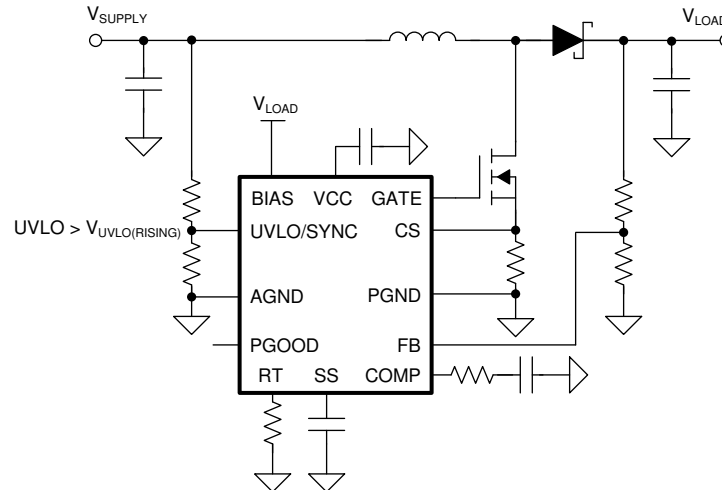 VSUPPLY
VLOAD
VLOAD
BIAS VCC GATE
UVLO > VUVLO(RISING)
UVLO/SYNC CS
AGND PGND
PGOOD FB
RT SS COMP